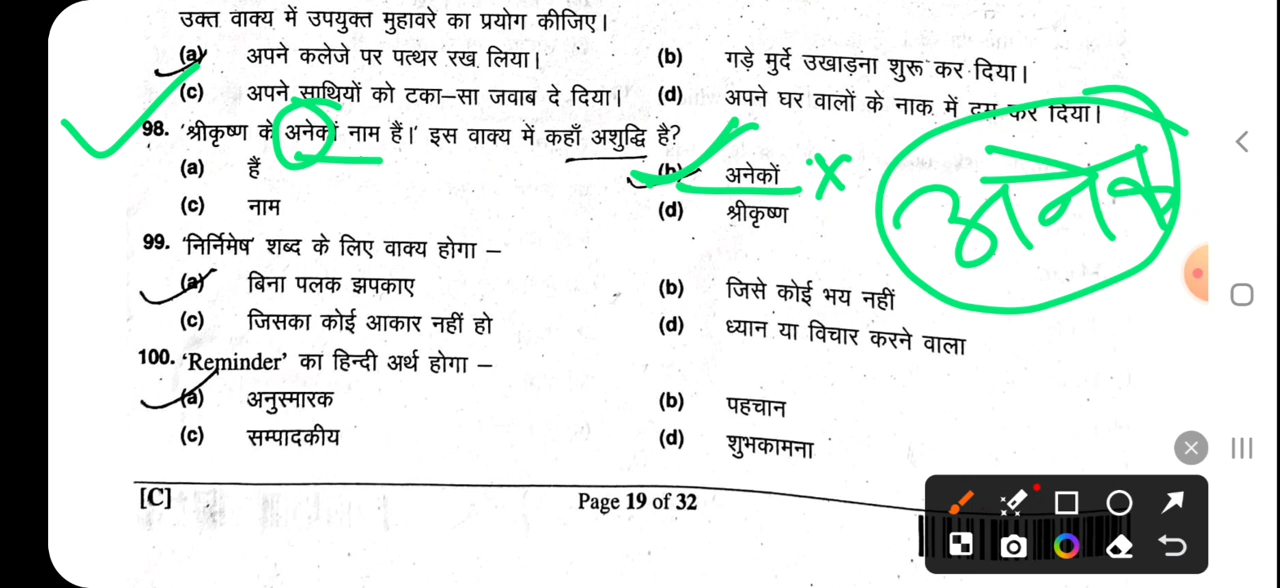 उक्त वाक्य में उपयुक्त मुहावरे का प्रयोग कीजिए।
(a) अपने कलेजे पर पत्थर रख लिया। (b) गड़े मुर्दे उखाड़ना शुरू कर दिया।
(c) अपने साथियों को टका-सा जवाब दे दिया। (d) अपने घर वालों के नाक में दम कर दिया।
98. 'श्रीकृष्ण के अनेकों नाम हैं।' इस वाक्य में कहाँ अशुद्धि है?
(a) हैं (b) अनेकों × अनेक
(c) नाम (d) श्रीकृष्ण
99. 'निर्निमेष' शब्द के लिए वाक्य होगा –
(a) बिना पलक झपकाए (b) जिसे कोई भय नहीं
(c) जिसका कोई आकार नहीं हो (d) ध्यान या विचार करने वाला
100. 'Reminder' का हिन्दी अर्थ होगा –
(a) अनुस्मारक (b) पहचान
(c) सम्पादकीय (d) शुभकामना
[C] Page 19 of 32